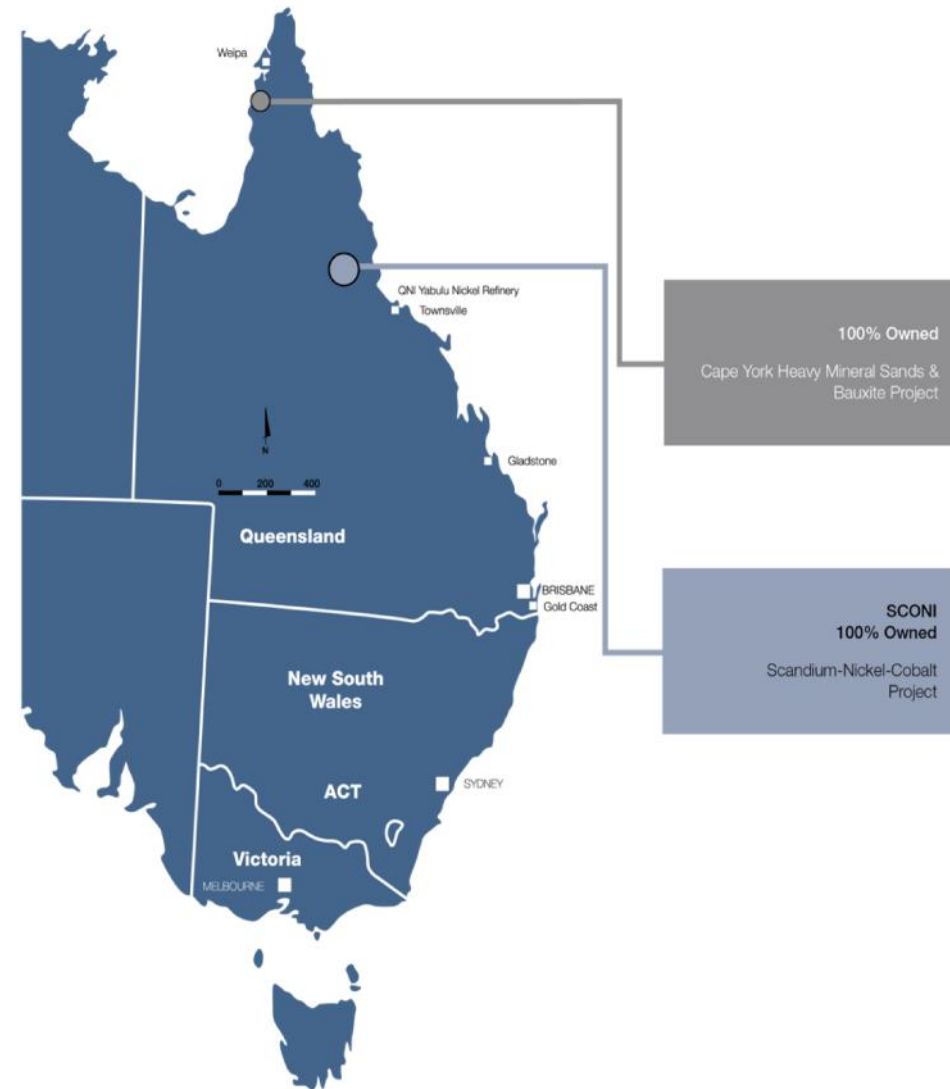 Weipa
QNI Yabulu Nickel Refinery
Townsville
100% Owned
Cape York Heavy Mineral Sands &
Bauxite Project
N
0 200 400
Gladstone
Queensland
BRISBANE
Gold Coast
SCONI
100% Owned
Scandium-Nickel-Cobalt
Project
New South
Wales
SYDNEY
ACT
Victoria
MELBOURNE